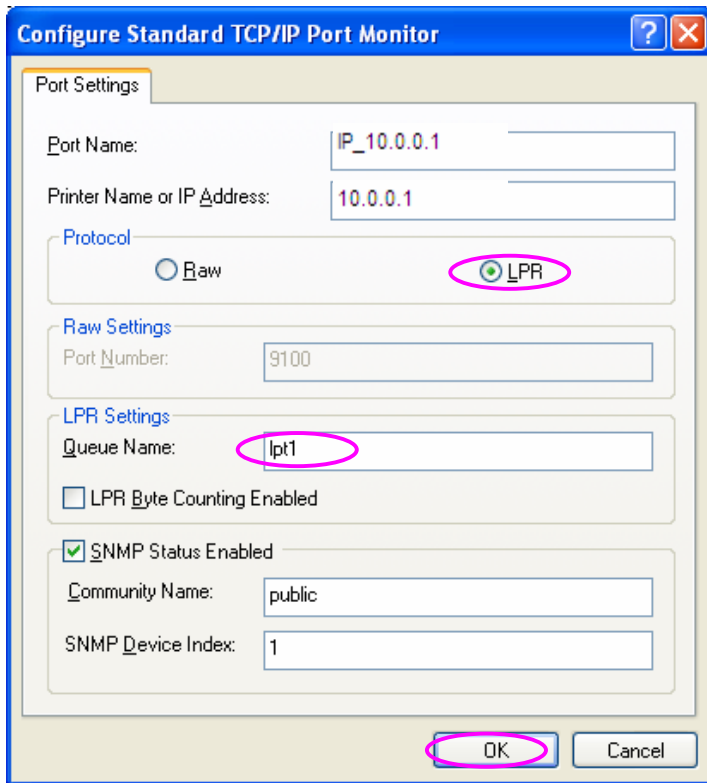 Configure Standard TCP/IP Port Monitor
Port Settings
Port Name: IP_10.0.0.1
Printer Name or IP Address: 10.0.0.1
Protocol
Raw LPR
Raw Settings
Port Number: 9100
LPR Settings
Queue Name: lpt1
LPR Byte Counting Enabled
SNMP Status Enabled
Community Name: public
SNMP Device Index: 1
OK Cancel